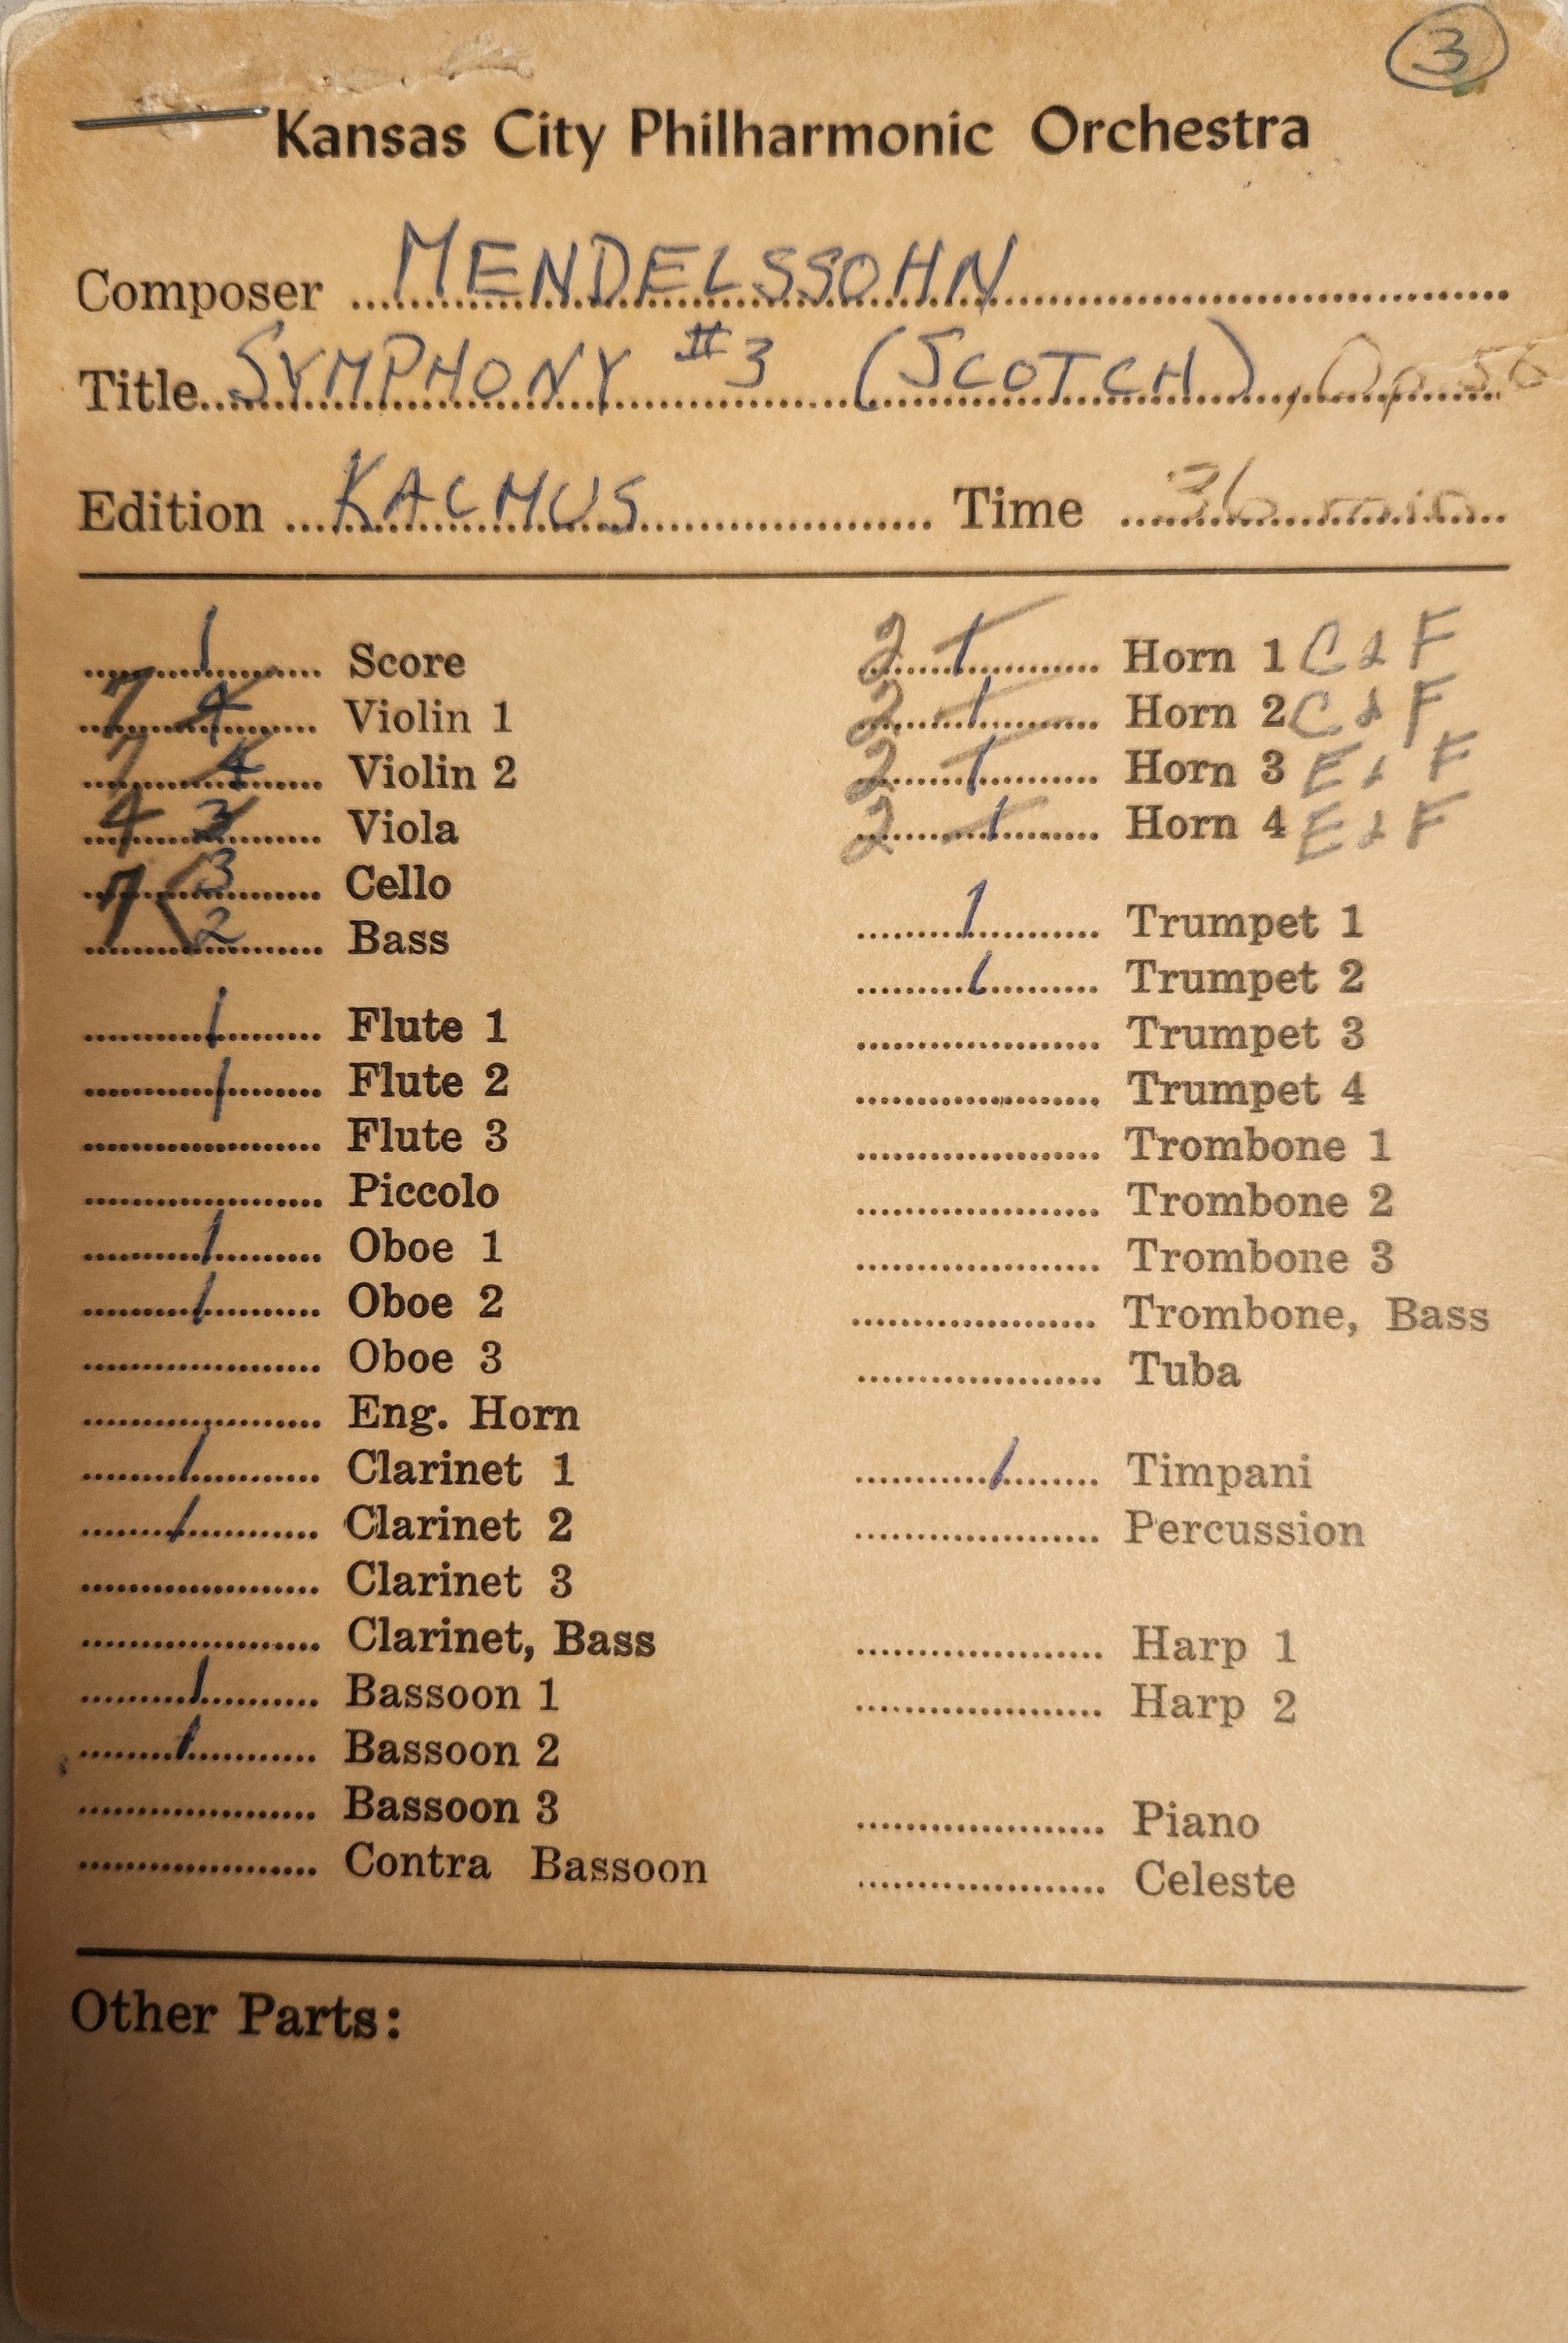 3
Kansas City Philharmonic Orchestra
Composer MENDELSSOHN
Title SYMPHONY #3 (SCOTCH), Op. 56
Edition KALMUS Time 36 min.
1 Score
7 4 Violin 1
7 4 Violin 2
4 3 Viola
7 3 Cello
2 Bass
1 Flute 1
1 Flute 2
Flute 3
Piccolo
1 Oboe 1
1 Oboe 2
Oboe 3
Eng. Horn
1 Clarinet 1
1 Clarinet 2
Clarinet 3
Clarinet, Bass
1 Bassoon 1
1 Bassoon 2
Bassoon 3
Contra Bassoon
2 1 Horn 1 C & F
2 1 Horn 2 C & F
2 1 Horn 3 E & F
2 1 Horn 4 E & F
1 Trumpet 1
1 Trumpet 2
Trumpet 3
Trumpet 4
Trombone 1
Trombone 2
Trombone 3
Trombone, Bass
Tuba
1 Timpani
Percussion
Harp 1
Harp 2
Piano
Celeste
Other Parts: